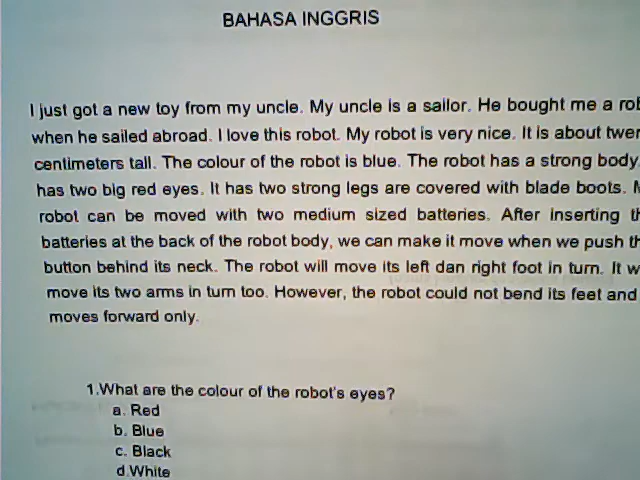 BAHASA INGGRIS
I just got a new toy from my uncle. My uncle is a sailor. He bought me a
when he sailed abroad. I love this robot. My robot is very nice. It is about
centimeters tall. The colour of the robot is blue. The robot has a strong body.
has two big red eyes. It has two strong legs are covered with blade boots.
robot can be moved with two medium sized batteries. After inserting
batteries at the back of the robot body, we can make it move when we push
button behind its neck. The robot will move its left dan right foot in turn. It
move its two arms in turn too. However, the robot could not bend its feet and
moves forward only.
1.What are the colour of the robot's eyes?
a. Red
b. Blue
c. Black
d.White